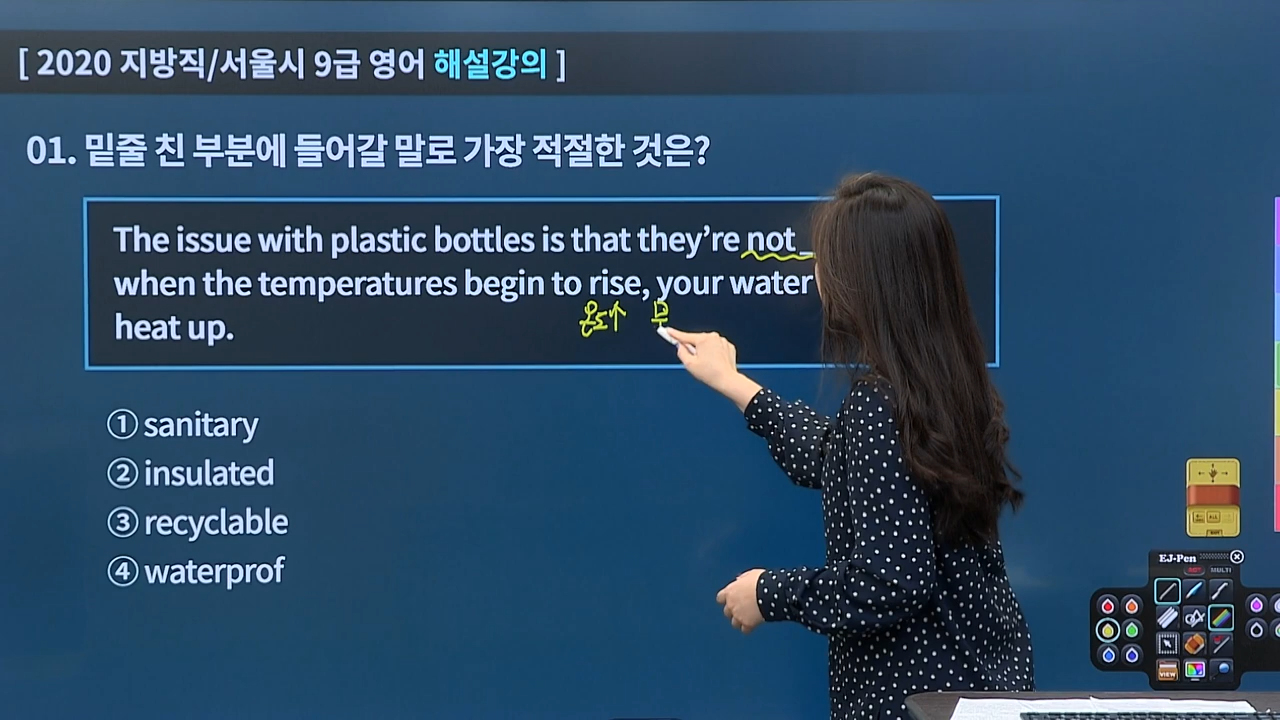 [ 2020 지방직/서울시 9급 영어 해설강의 ]
01. 밑줄 친 부분에 들어갈 말로 가장 적절한 것은?
The issue with plastic bottles is that they’re not _
when the temperatures begin to rise, your water
heat up.
온도↑
① sanitary
② insulated
③ recyclable
④ waterprof
EJ-Pen
MULTI
VIEW